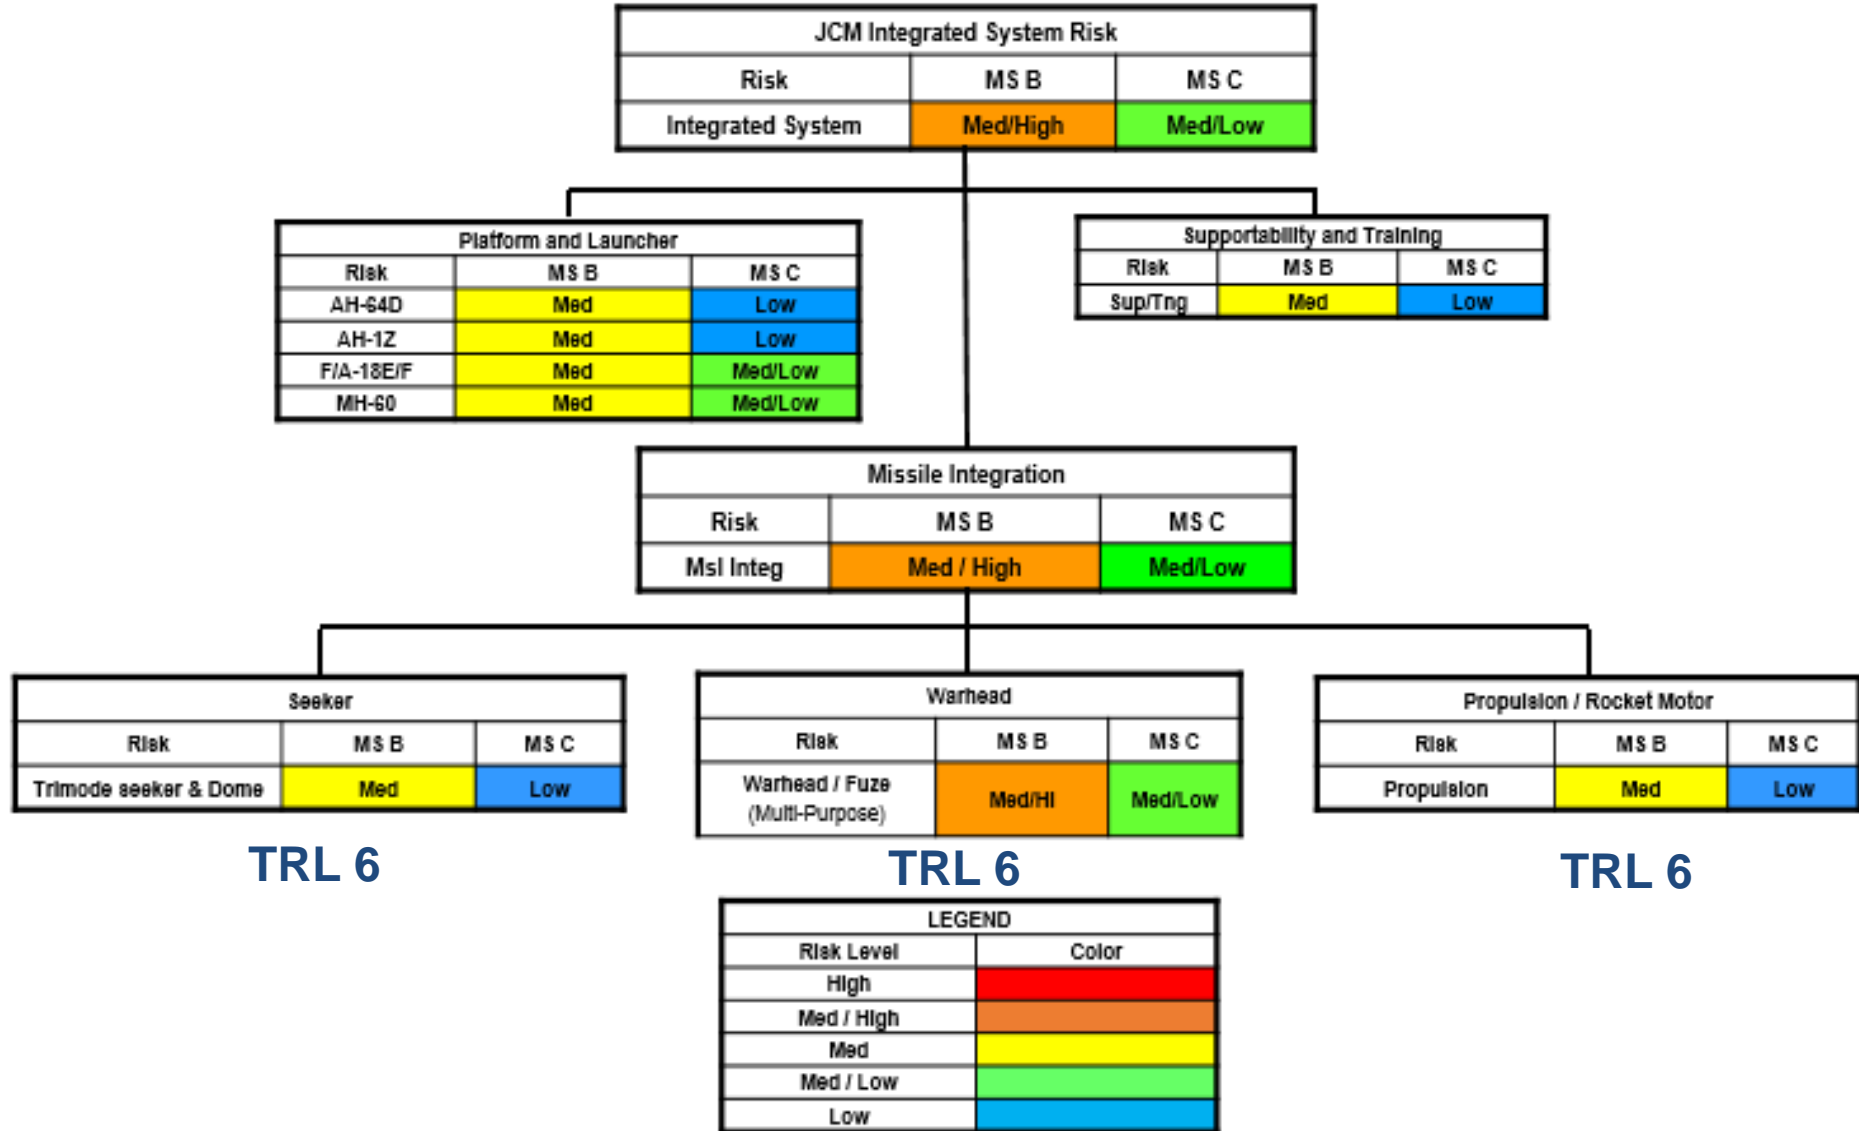 JCM Integrated System Risk
Risk MS B MS C
Integrated System Med/High Med/Low
Platform and Launcher
Risk MS B MS C
AH-64D Med Low
AH-1Z Med Low
F/A-18E/F Med Med/Low
MH-60 Med Med/Low
Supportability and Training
Risk MS B MS C
Sup/Tng Med Low
Missile Integration
Risk MS B MS C
Msl Integ Med / High Med/Low
Seeker
Risk MS B MS C
Trimode seeker & Dome Med Low
TRL 6
Warhead
Risk MS B MS C
Warhead / Fuze
(Multi-Purpose) Med/Hi Med/Low
TRL 6
Propulsion / Rocket Motor
Risk MS B MS C
Propulsion Med Low
TRL 6
LEGEND
Risk Level Color
High
Med / High
Med
Med / Low
Low